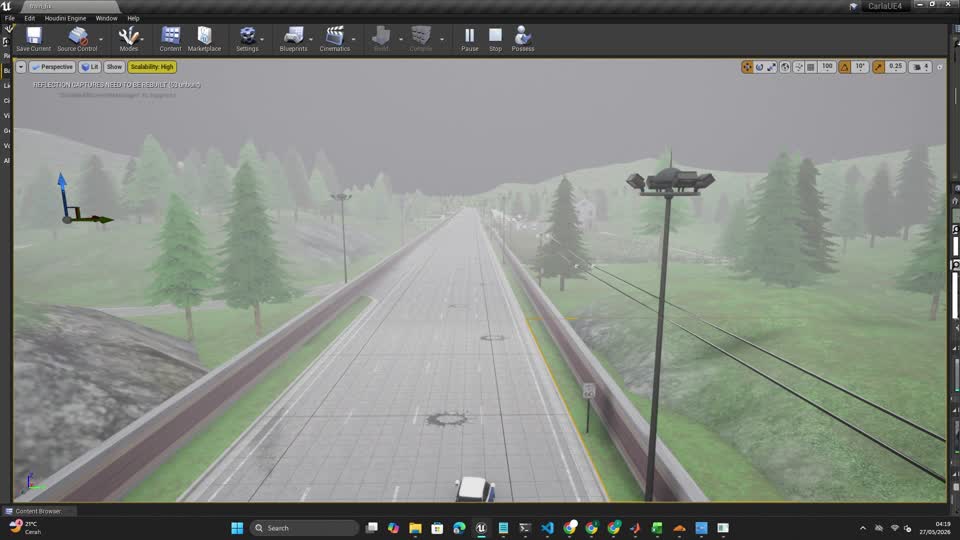 CarlaUE4
File Edit Houdini Engine Window Help
Save Current Source Control Modes Content Marketplace Settings Blueprints Cinematics Build Compile Pause Stop Possess
Perspective Lit Show Scalability: High 100 10° 0.25 4
REFLECTION CAPTURES NEED TO BE REBUILT
Content Browser
21°C
Cerah
Search
04:19
27/05/2026